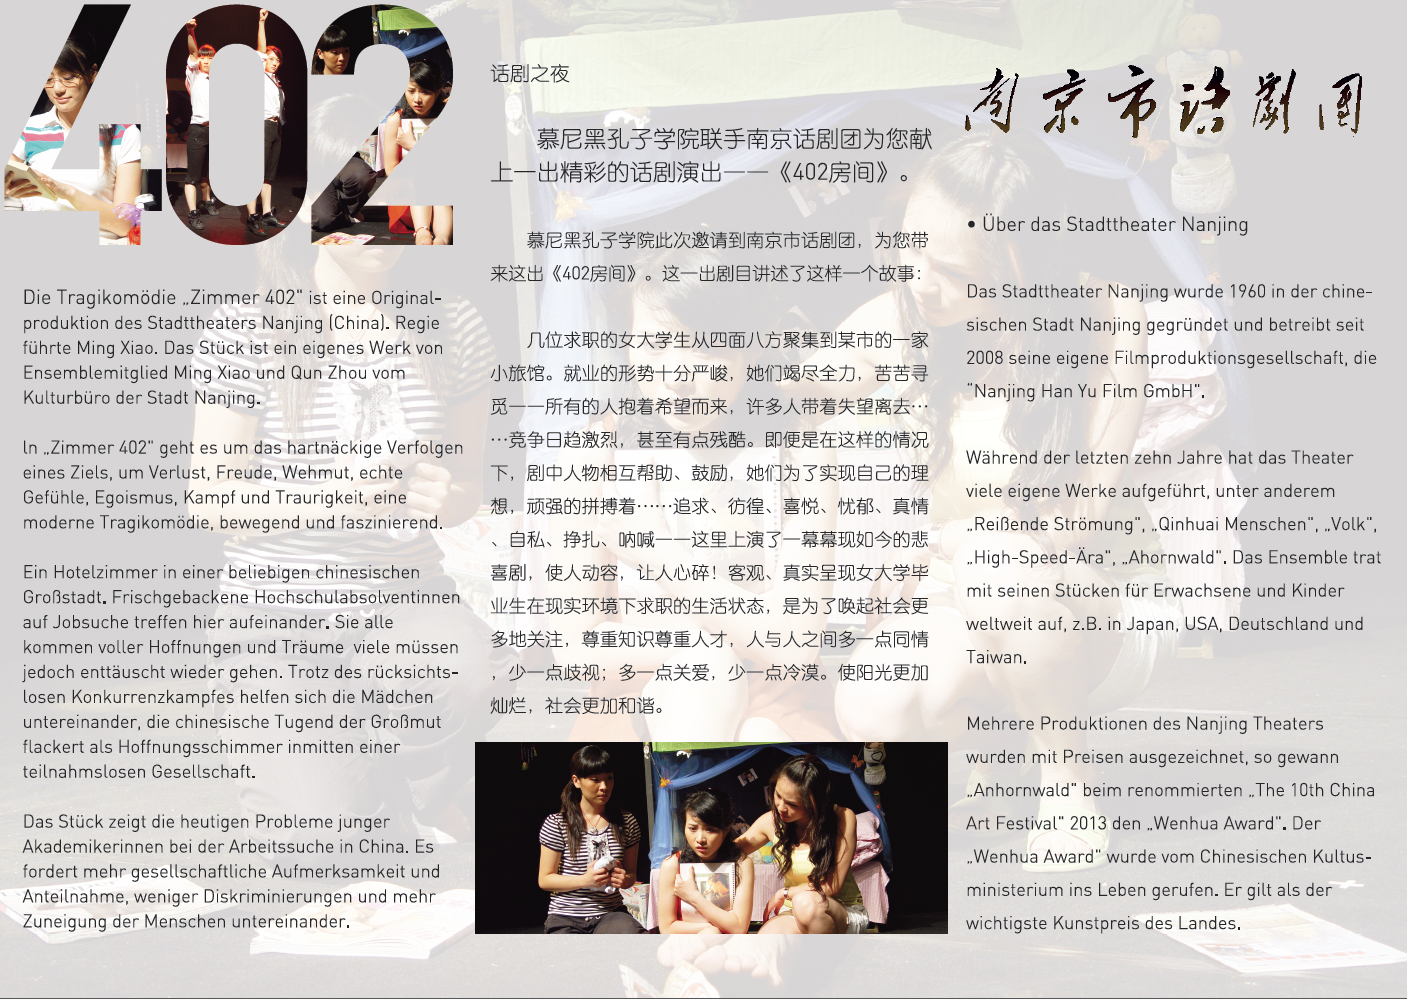 402
Die Tragikomödie „Zimmer 402" ist eine Original-
produktion des Stadttheaters Nanjing (China). Regie
führte Ming Xiao. Das Stück ist ein eigenes Werk von
Ensemblemitglied Ming Xiao und Qun Zhou vom
Kulturbüro der Stadt Nanjing.
In „Zimmer 402" geht es um das hartnäckige Verfolgen
eines Ziels, um Verlust, Freude, Wehmut, echte
Gefühle, Egoismus, Kampf und Traurigkeit, eine
moderne Tragikomödie, bewegend und faszinierend.
Ein Hotelzimmer in einer beliebigen chinesischen
Großstadt. Frischgebackene Hochschulabsolventinnen
auf Jobsuche treffen hier aufeinander. Sie alle
kommen voller Hoffnungen und Träume  viele müssen
jedoch enttäuscht wieder gehen. Trotz des rücksichts-
losen Konkurrenzkampfes helfen sich die Mädchen
untereinander, die chinesische Tugend der Großmut
flackert als Hoffnungsschimmer inmitten einer
teilnahmslosen Gesellschaft.
Das Stück zeigt die heutigen Probleme junger
Akademikerinnen bei der Arbeitssuche in China. Es
fordert mehr gesellschaftliche Aufmerksamkeit und
Anteilnahme, weniger Diskriminierungen und mehr
Zuneigung der Menschen untereinander.
话剧之夜
慕尼黑孔子学院联手南京话剧团为您献
上一出精彩的话剧演出——《402房间》。
慕尼黑孔子学院此次邀请到南京市话剧团，为您带
来这出《402房间》。这一出剧目讲述了这样一个故事：
几位求职的女大学生从四面八方聚集到某市的一家
小旅馆。就业的形势十分严峻，她们竭尽全力，苦苦寻
觅——所有的人抱着希望而来，许多人带着失望离去…
…竞争日趋激烈，甚至有点残酷。即便是在这样的情况
下，剧中人物相互帮助、鼓励，她们为了实现自己的理
想，顽强的拼搏着……追求、彷徨、喜悦、忧郁、真情
、自私、挣扎、呐喊——这里上演了一幕幕现如今的悲
喜剧，使人动容，让人心碎！客观、真实呈现女大学毕
业生在现实环境下求职的生活状态，是为了唤起社会更
多地关注，尊重知识尊重人才，人与人之间多一点同情
，少一点歧视；多一点关爱，少一点冷漠。使阳光更加
灿烂，社会更加和谐。
南京市话剧团
• Über das Stadttheater Nanjing
Das Stadttheater Nanjing wurde 1960 in der chine-
sischen Stadt Nanjing gegründet und betreibt seit
2008 seine eigene Filmproduktionsgesellschaft, die
"Nanjing Han Yu Film GmbH".
Während der letzten zehn Jahre hat das Theater
viele eigene Werke aufgeführt, unter anderem
„Reißende Strömung", „Qinhuai Menschen", „Volk",
„High-Speed-Ära", „Ahornwald". Das Ensemble trat
mit seinen Stücken für Erwachsene und Kinder
weltweit auf, z.B. in Japan, USA, Deutschland und
Taiwan.
Mehrere Produktionen des Nanjing Theaters
wurden mit Preisen ausgezeichnet, so gewann
„Anhornwald" beim renommierten „The 10th China
Art Festival" 2013 den „Wenhua Award". Der
„Wenhua Award" wurde vom Chinesischen Kultus-
ministerium ins Leben gerufen. Er gilt als der
wichtigste Kunstpreis des Landes.